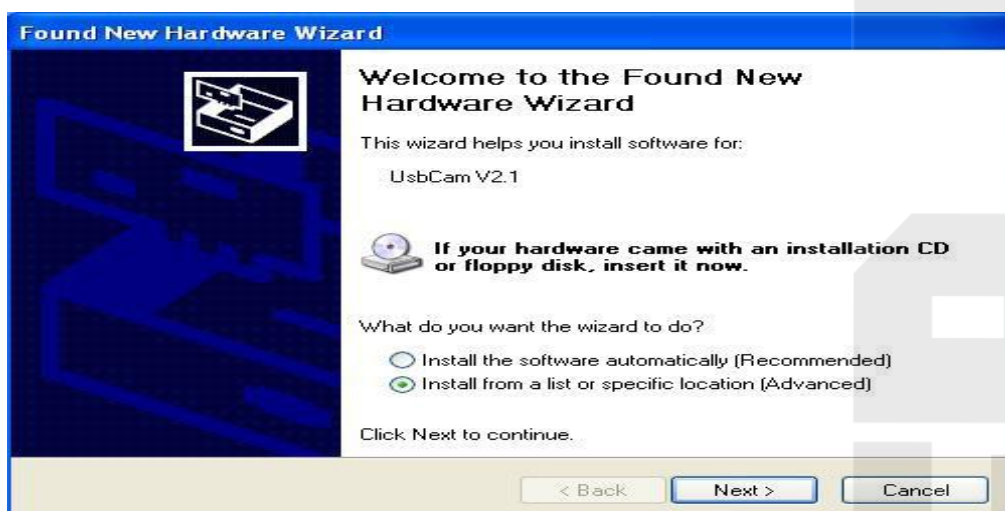 Found New Hardware Wizard
Welcome to the Found New
Hardware Wizard
This wizard helps you install software for:
UsbCam V2.1
If your hardware came with an installation CD
or floppy disk, insert it now.
What do you want the wizard to do?
Install the software automatically (Recommended)
Install from a list or specific location (Advanced)
Click Next to continue.
< Back Next > Cancel